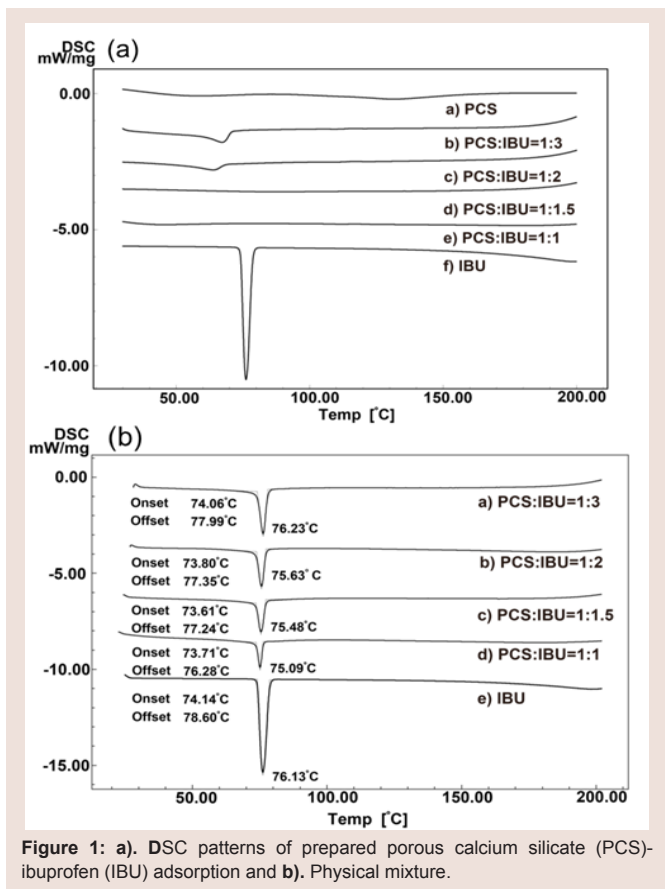 DSC
mW/mg
(a)
0.00
a) PCS
b) PCS:IBU=1:3
c) PCS:IBU=1:2
d) PCS:IBU=1:1.5
-5.00
e) PCS:IBU=1:1
f) IBU
-10.00
50.00 100.00 150.00 200.00
Temp [°C]
DSC
mW/mg
(b)
0.00
Onset 74.06°C
a) PCS:IBU=1:3
Offset 77.99°C
76.23°C
b) PCS:IBU=1:2
-5.00
Onset 73.80°C
75.63°C
Offset 77.35°C
c) PCS:IBU=1:1.5
Onset 73.61°C
Offset 77.24°C
75.48°C
d) PCS:IBU=1:1
-10.00
Onset 73.71°C
Offset 76.28°C
75.09°C
e) IBU
Onset 74.14°C
Offset 78.60°C
-15.00
76.13°C
50.00 100.00 150.00 200.00
Temp [°C]
Figure 1: a). DSC patterns of prepared porous calcium silicate (PCS)-
ibuprofen (IBU) adsorption and b). Physical mixture.